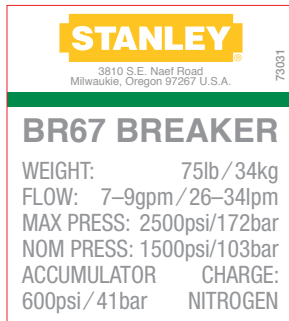 STANLEY®
3810 S.E. Naef Road
Milwaukie, Oregon 97267 U.S.A.
73031
BR67 BREAKER
WEIGHT: 75lb/34kg
FLOW: 7–9gpm/26–34lpm
MAX PRESS: 2500psi/172bar
NOM PRESS: 1500psi/103bar
ACCUMULATOR CHARGE:
600psi/41bar NITROGEN